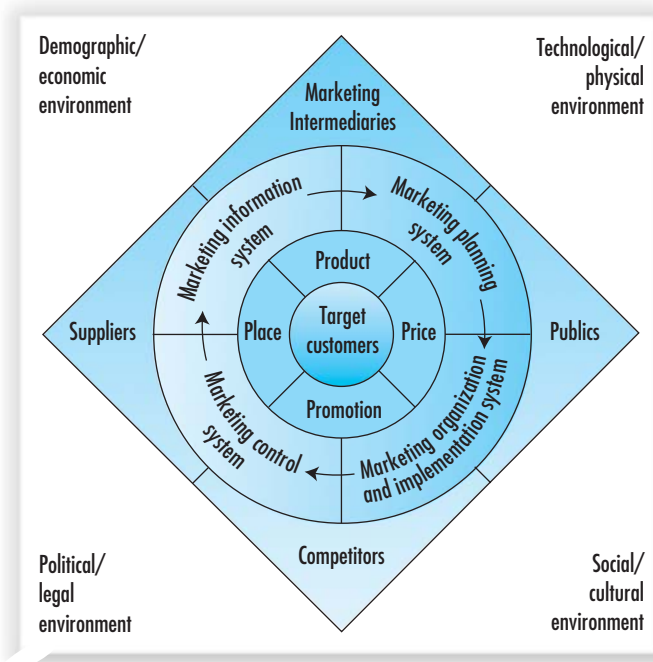 Demographic/
economic
environment
Technological/
physical
environment
Marketing
Intermediaries
Marketing information
system
Marketing planning
system
Product
Suppliers
Place
Target
customers
Price
Publics
Promotion
Marketing control
system
Marketing organization
and implementation system
Competitors
Political/
legal
environment
Social/
cultural
environment